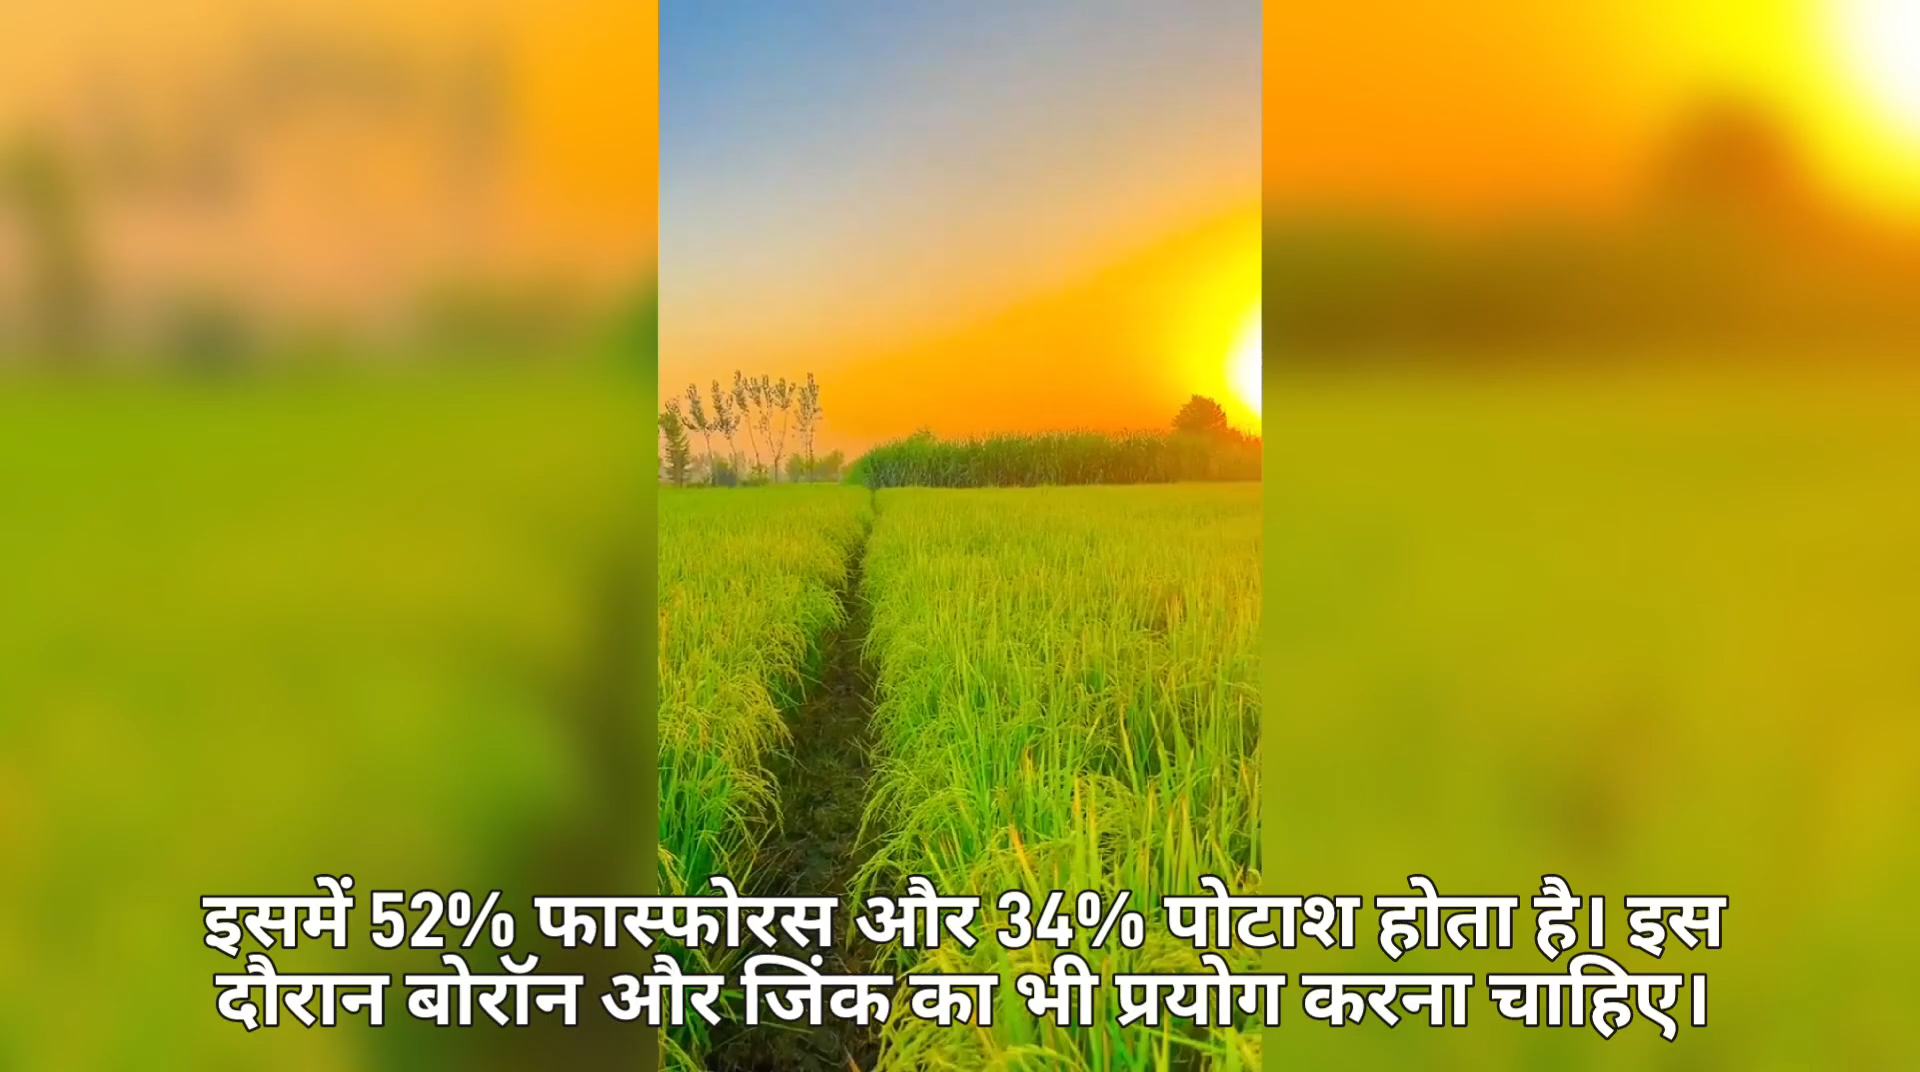 इसमें 52% फास्फोरस और 34% पोटाश होता है। इस
दौरान बोरॉन और जिंक का भी प्रयोग करना चाहिए।